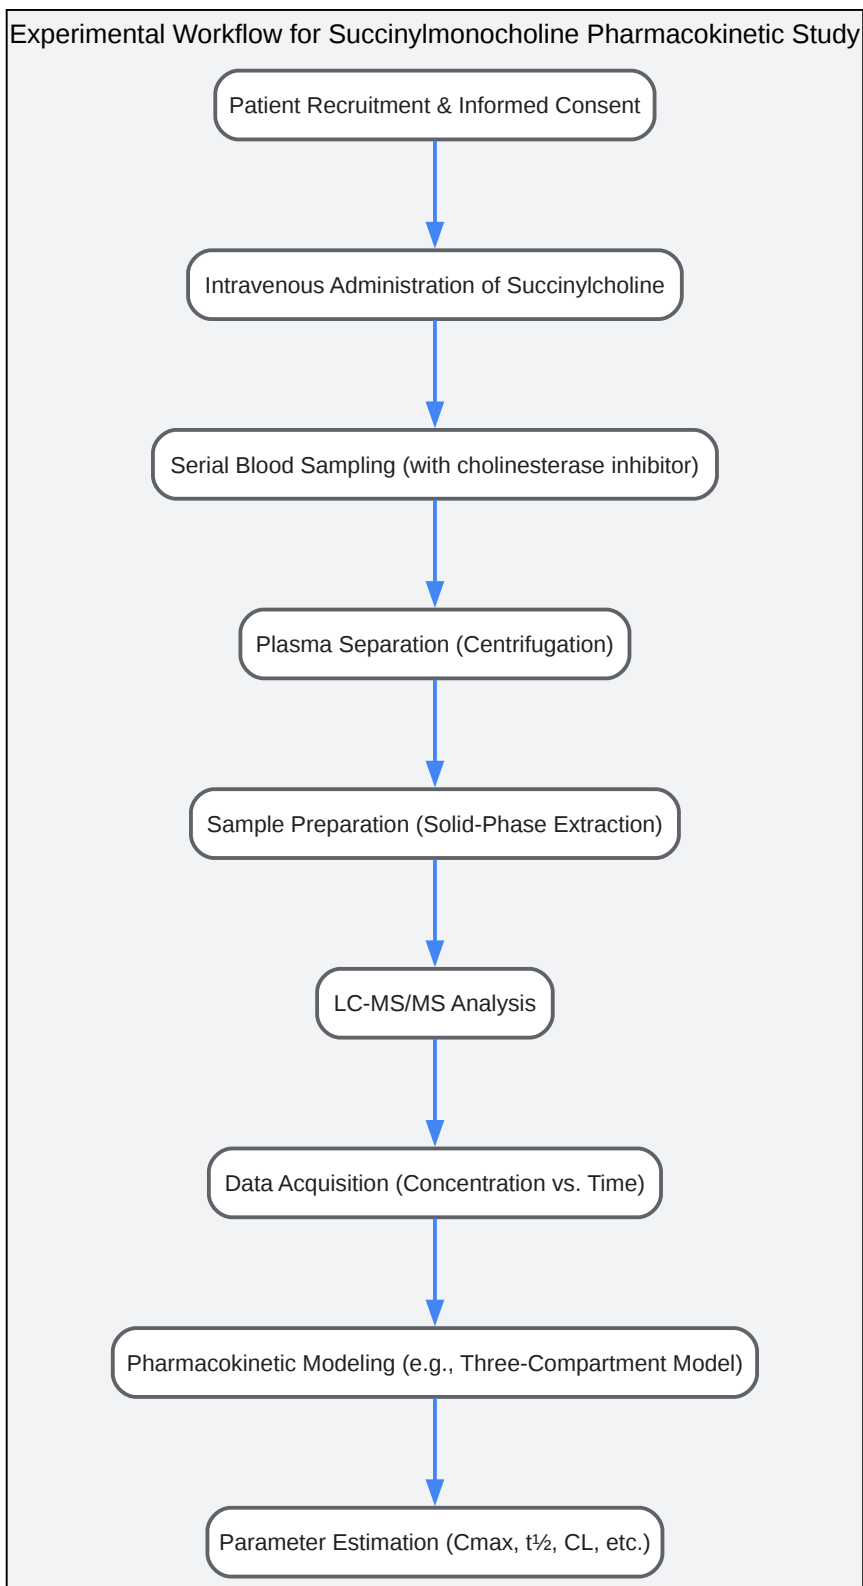 Experimental Workflow for Succinylmonocholine Pharmacokinetic Study
Patient Recruitment & Informed Consent
Intravenous Administration of Succinylcholine
Serial Blood Sampling (with cholinesterase inhibitor)
Plasma Separation (Centrifugation)
Sample Preparation (Solid-Phase Extraction)
LC-MS/MS Analysis
Data Acquisition (Concentration vs. Time)
Pharmacokinetic Modeling (e.g., Three-Compartment Model)
Parameter Estimation (Cmax, t½, CL, etc.)